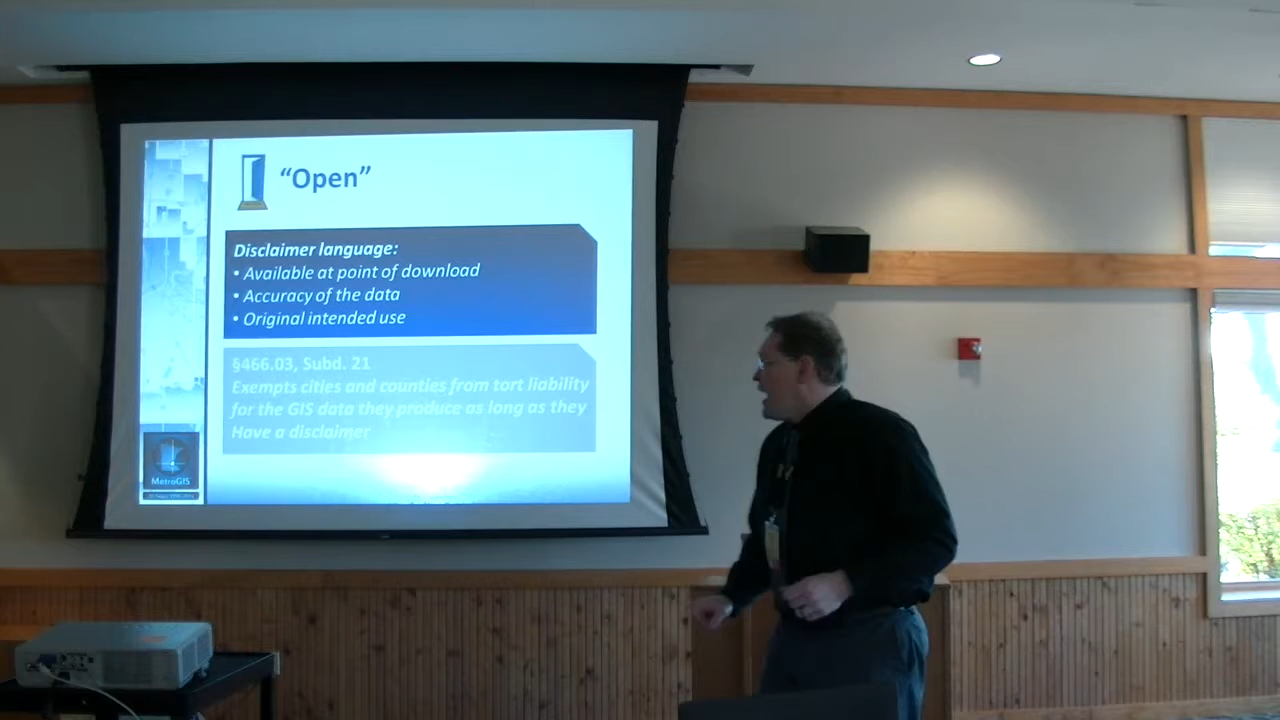 “Open”
Disclaimer language:
• Available at point of download
• Accuracy of the data
• Original intended use
§466.03, Subd. 21
Exempts cities and counties from tort liability
for the GIS data they produce as long as they
Have a disclaimer
MetroGIS